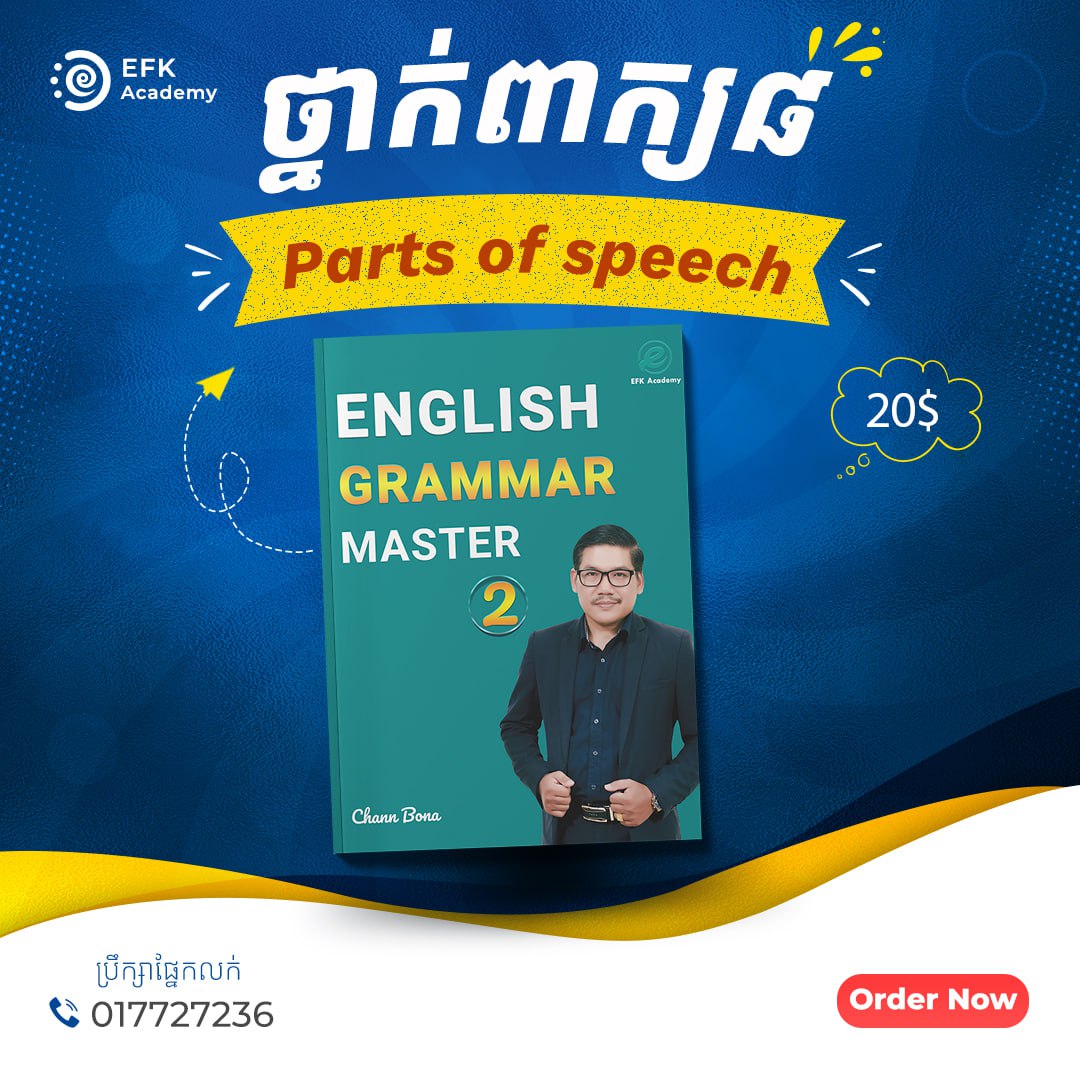 EFK
Academy
ថ្នាក់ពាក្យ៥
Parts of speech
EFK Academy
ENGLISH
GRAMMAR
MASTER
2
20$
Chann Bona
ប្រឹក្សាផ្នែកលក់
017727236
Order Now